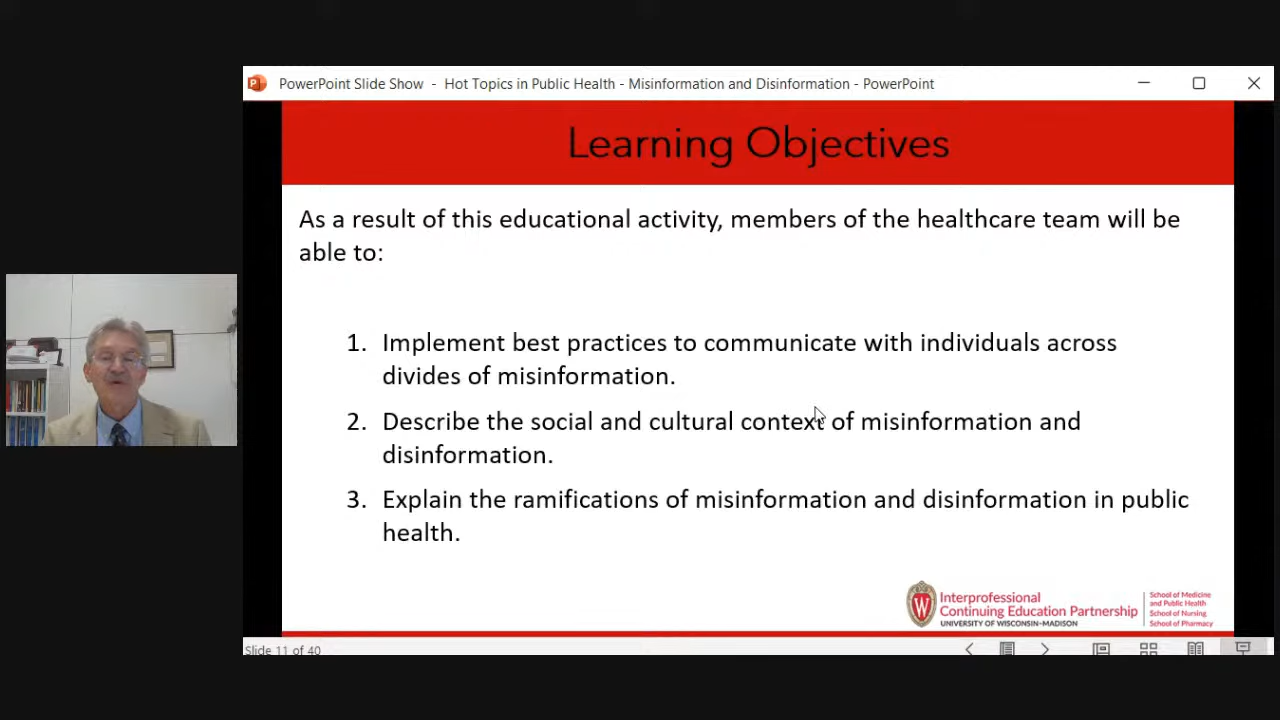 PowerPoint Slide Show - Hot Topics in Public Health - Misinformation and Disinformation - PowerPoint
Learning Objectives
As a result of this educational activity, members of the healthcare team will be
able to:
1. Implement best practices to communicate with individuals across
divides of misinformation.
2. Describe the social and cultural context of misinformation and
disinformation.
3. Explain the ramifications of misinformation and disinformation in public
health.
W
Interprofessional
Continuing Education Partnership
UNIVERSITY OF WISCONSIN–MADISON
School of Medicine
and Public Health
School of Nursing
School of Pharmacy
Slide 11 of 40